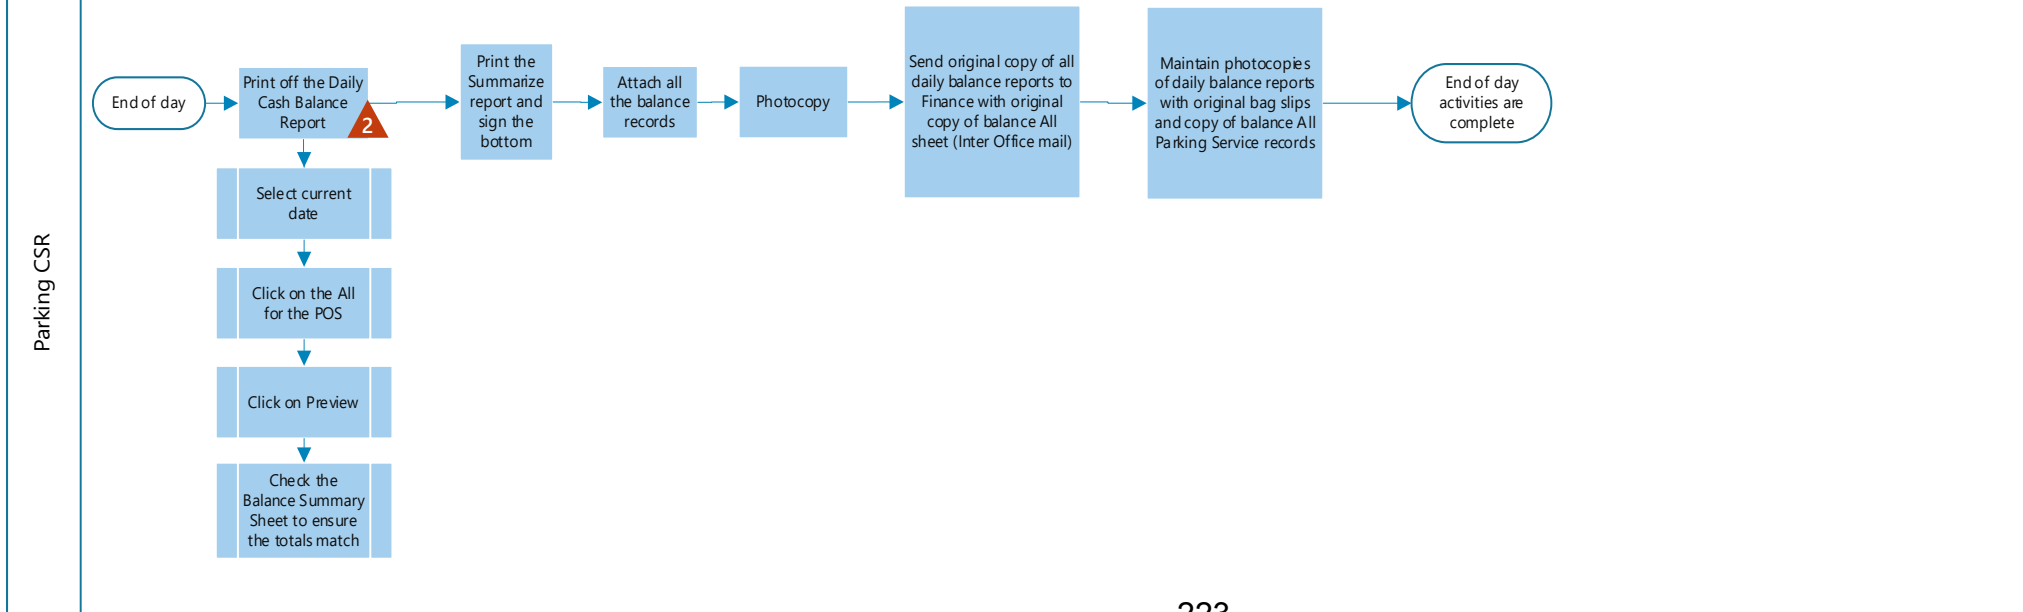 Parking CSR
End of day
Print off the Daily
Cash Balance
Report
2
Print the
Summarize
report and
sign the
bottom
Attach all
the balance
records
Photocopy
Send original copy of all
daily balance reports to
Finance with original
copy of balance All
sheet (Inter Office mail)
Maintain photocopies
of daily balance reports
with original bag slips
and copy of balance All
Parking Service records
End of day
activities are
complete
Select current
date
Click on the All
for the POS
Click on Preview
Check the
Balance Summary
Sheet to ensure
the totals match
223